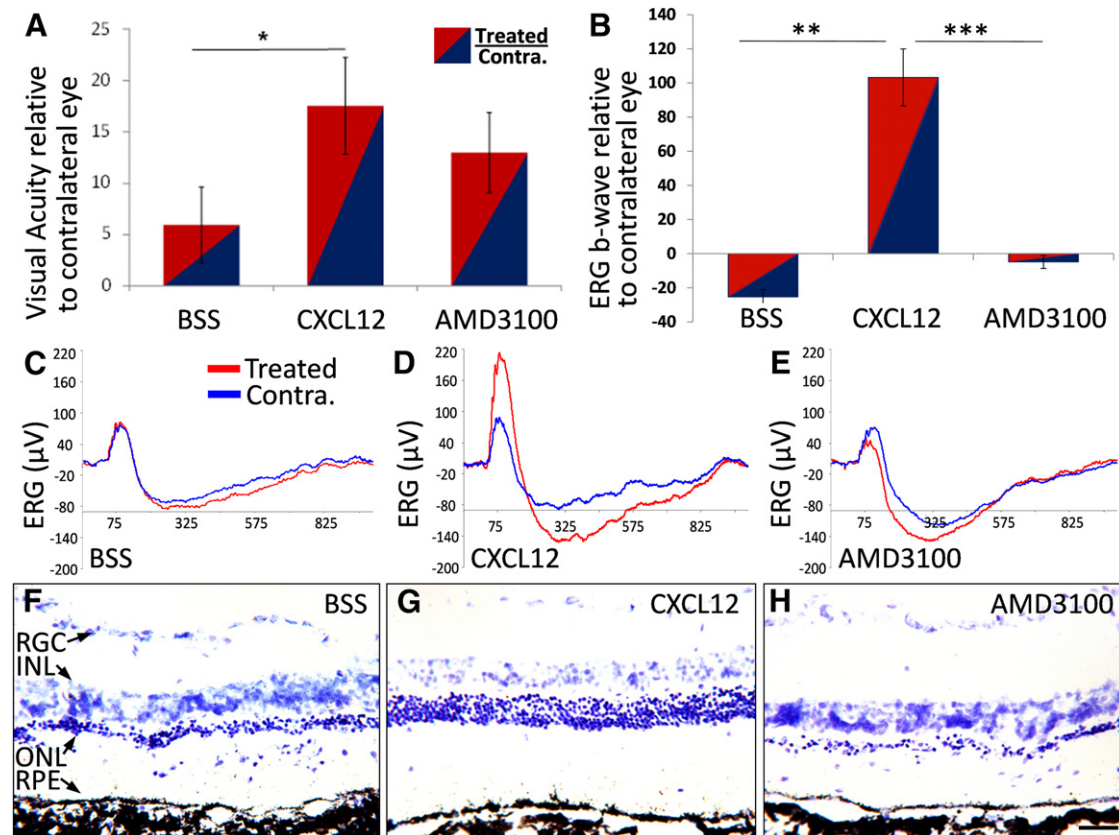 A
Visual Acuity relative
to contralateral eye
25
20
15
10
5
0
*
Treated
Contra.
BSS CXCL12 AMD3100
B
ERG b-wave relative
to contralateral eye
140
120
100
80
60
40
20
0
-20
-40
** ***
BSS CXCL12 AMD3100
C
ERG (µV)
220
160
100
40
-20
-80
-140
-200
Treated
Contra.
75 325 575 825
BSS
D
ERG (µV)
220
160
100
40
-20
-80
-140
-200
75 325 575 825
CXCL12
E
ERG (µV)
220
160
100
40
-20
-80
-140
-200
75 325 575 825
AMD3100
F BSS
RGC
INL
ONL
RPE
G CXCL12
H AMD3100